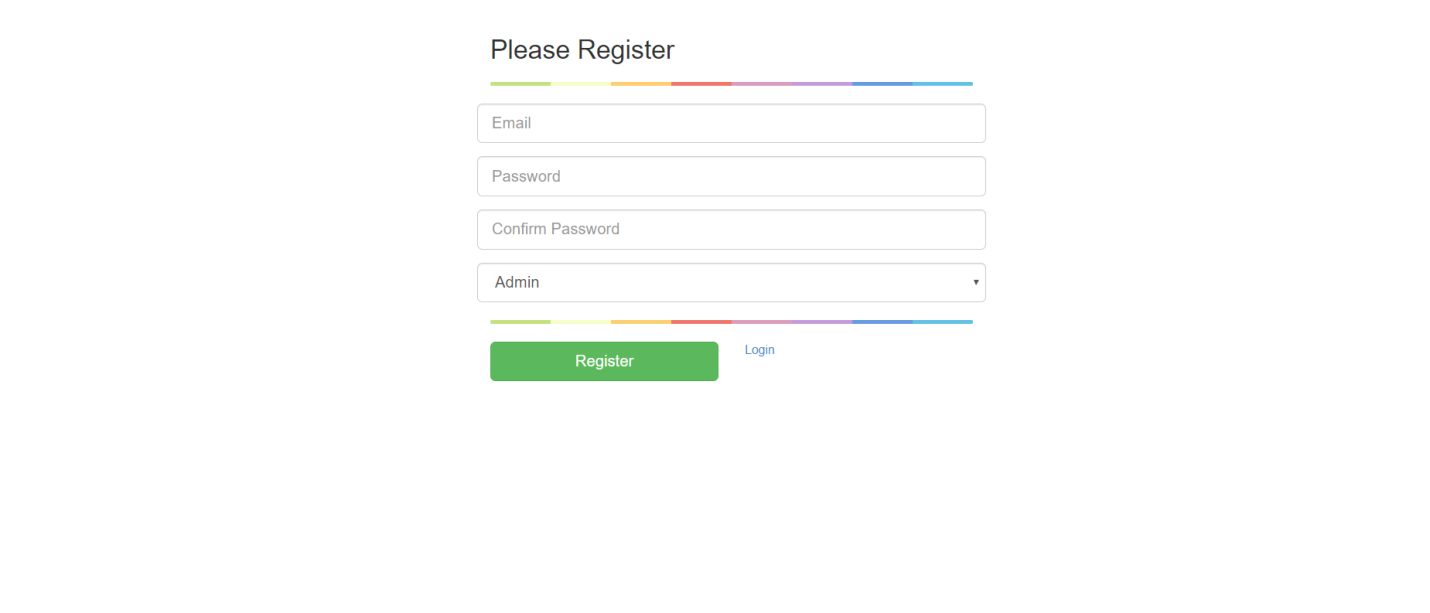 Please Register
Email
Password
Confirm Password
Admin
Register
Login